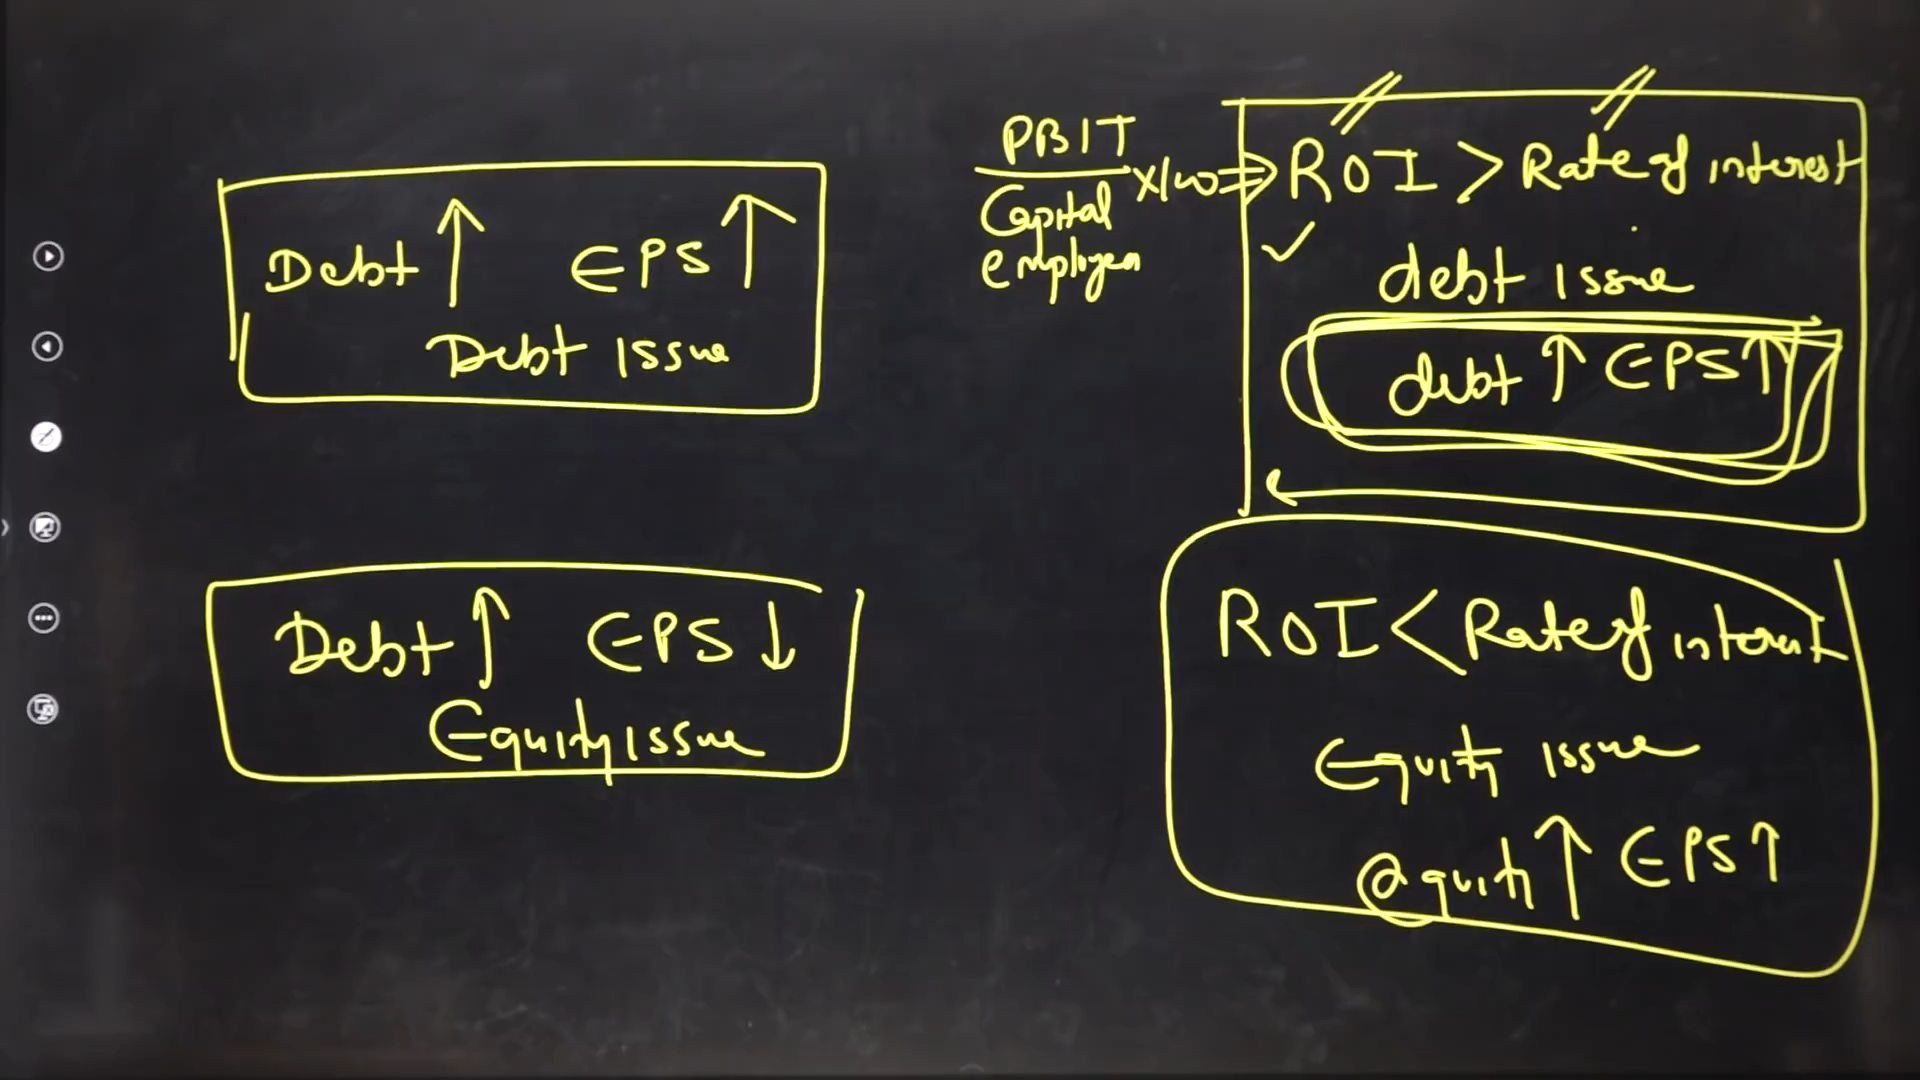 Debt ↑ EPS ↑
Debt Issue
Debt ↑ EPS ↓
Equity issue
PBIT
Capital
employed
X100 ⇒
ROI > Rate of interest
✓
debt issue
debt ↑ EPS ↑
ROI < Rate of interest
Equity issue
equity ↑ EPS ↑